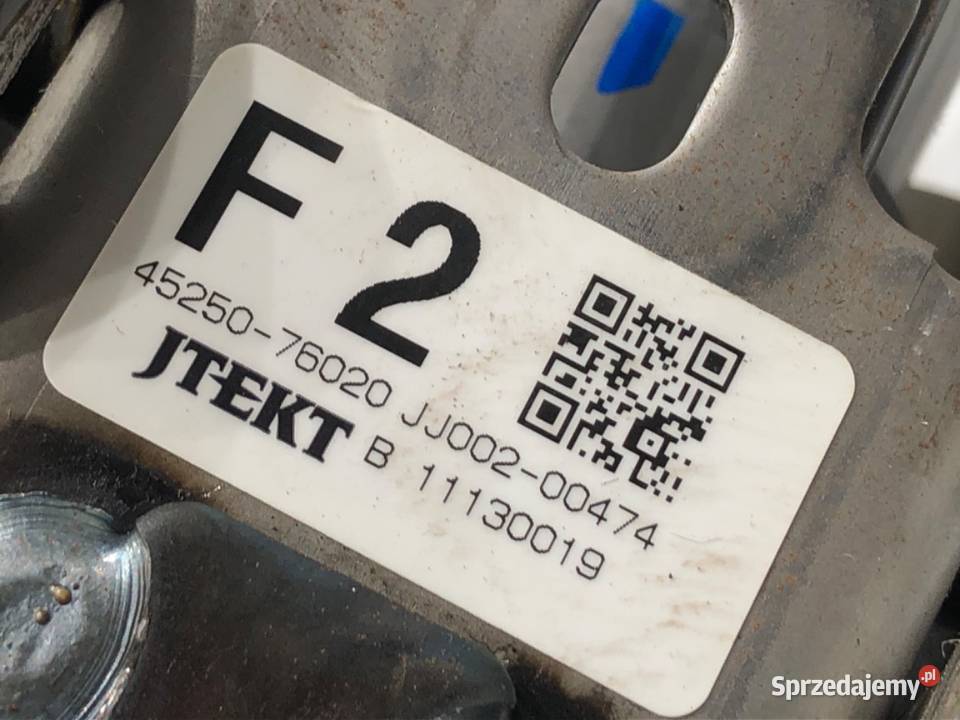 F 2
45250-76020 JJ002-00474
JTEKT B 11130019
Sprzedajemy.pl